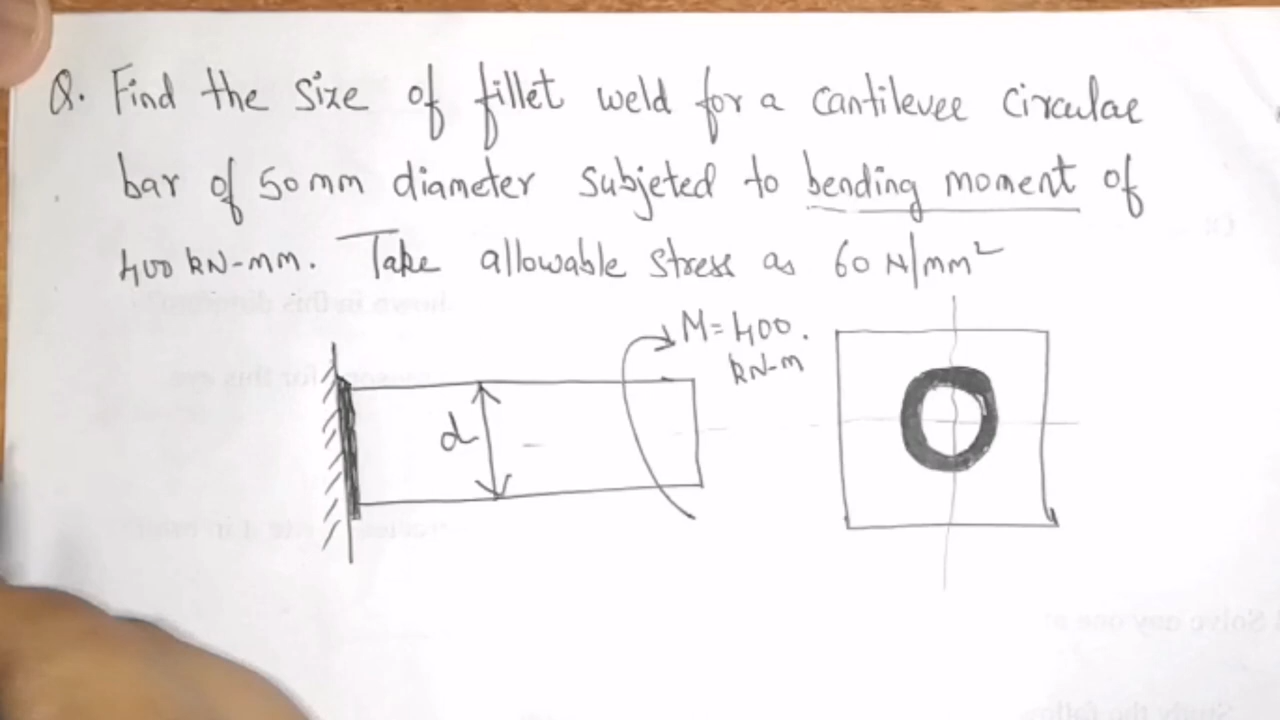 Q. Find the size of fillet weld for a cantilever circular
bar of 50mm diameter subjeted to bending moment of
400 kN-mm. Take allowable stress as 60 N/mm²
M=400.
kN-m
d